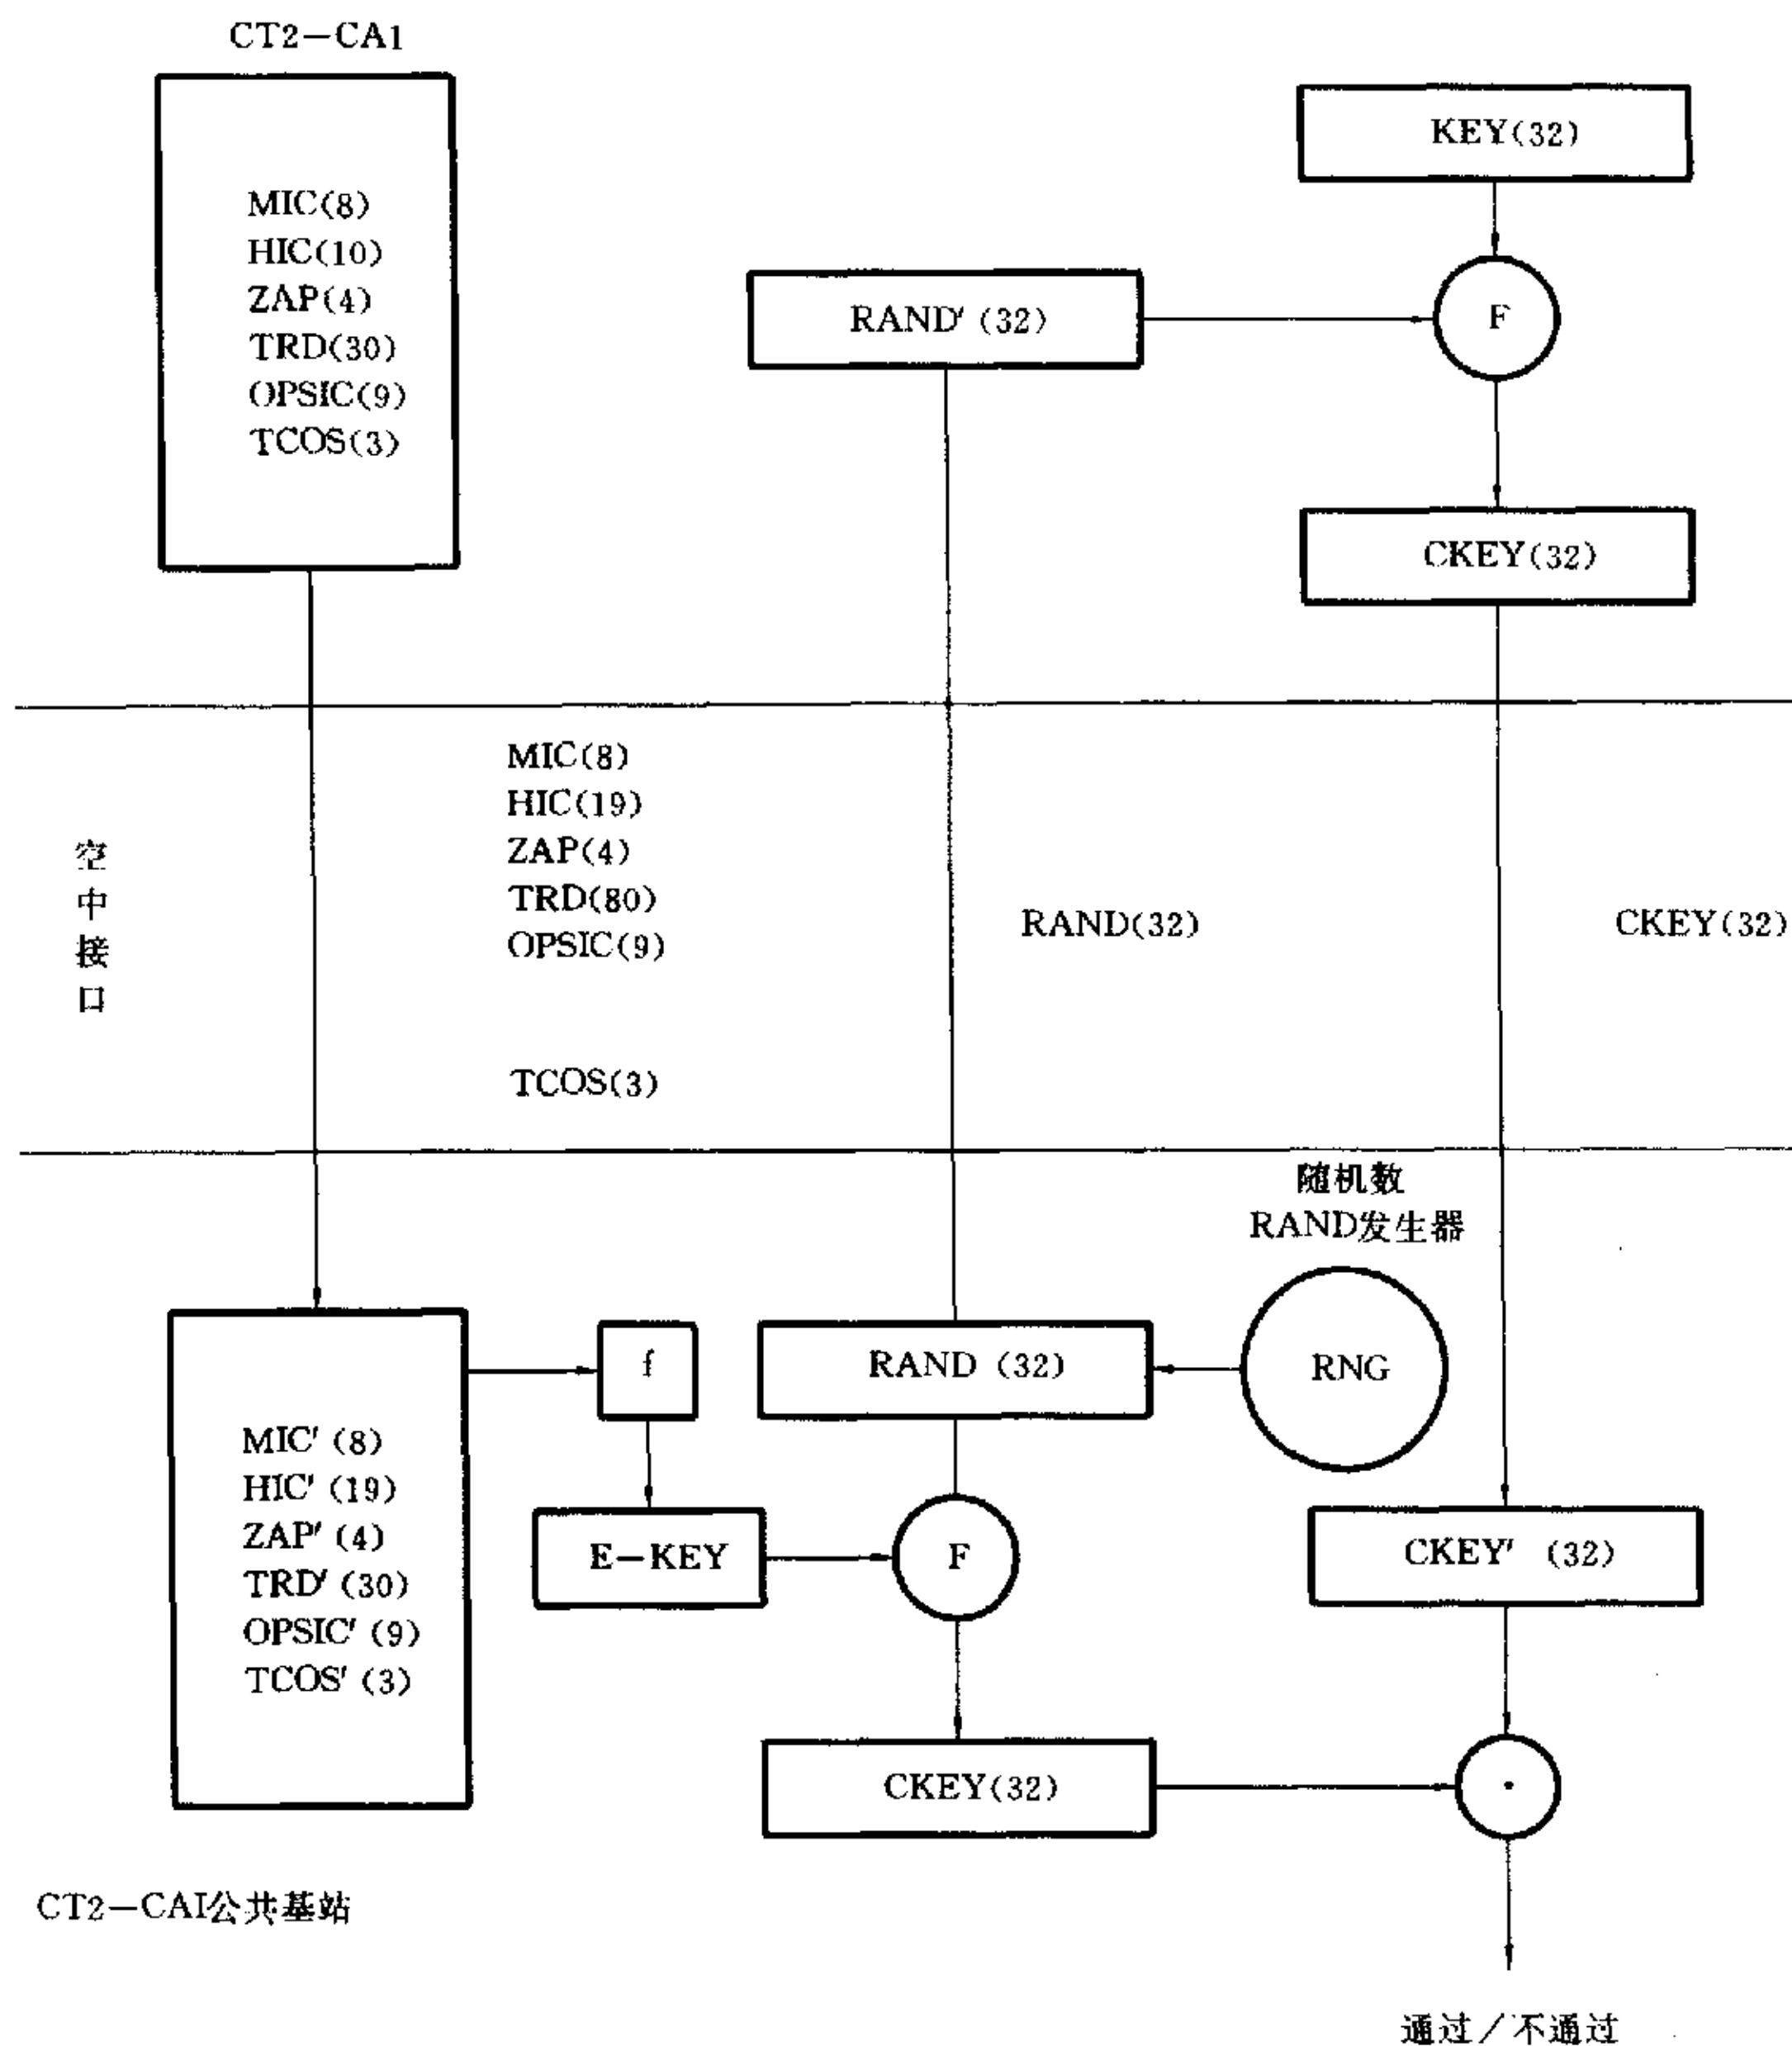 CT2-CA1
MIC(8)
HIC(10)
ZAP(4)
TRD(30)
OPSIC(9)
TCOS(3)
KEY(32)
RAND'(32)
F
CKEY(32)
空中接口
MIC(8)
HIC(19)
ZAP(4)
TRD(80)
OPSIC(9)
TCOS(3)
RAND(32)
CKEY(32)
随机数
RAND发生器
f
RAND (32)
RNG
MIC'(8)
HIC'(19)
ZAP'(4)
TRD'(30)
OPSIC'(9)
TCOS'(3)
E-KEY
F
CKEY'(32)
CKEY(32)
CT2-CAI公共基站
通过/不通过